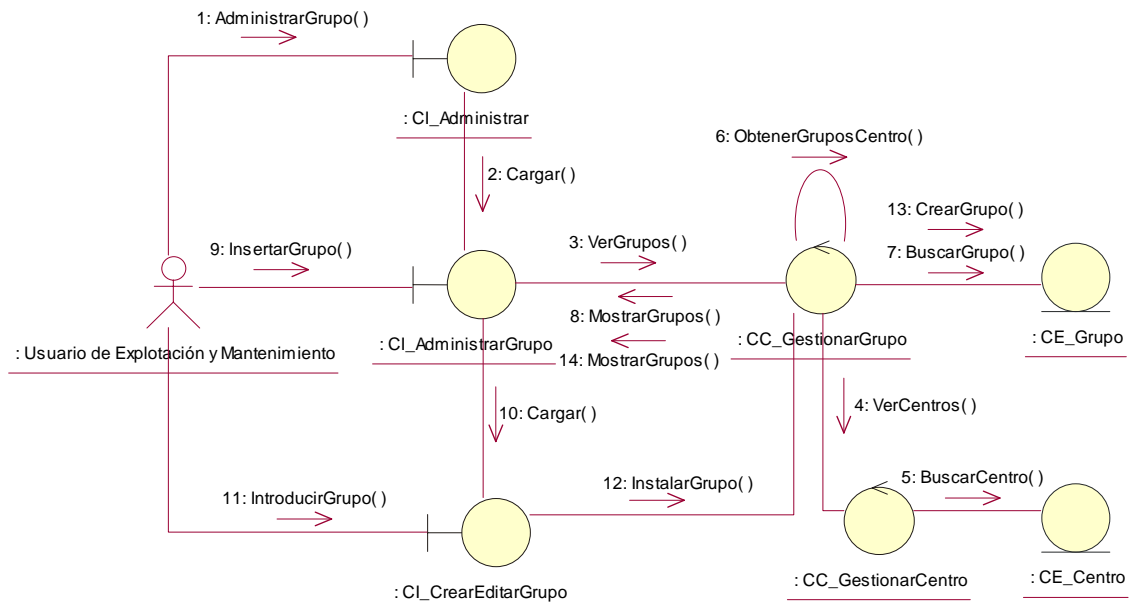 1: AdministrarGrupo( )
: CI_Administrar
6: ObtenerGruposCentro( )
2: Cargar( )
13: CrearGrupo( )
9: InsertarGrupo( )
3: VerGrupos( )
7: BuscarGrupo( )
8: MostrarGrupos( )
: CE_Grupo
: CC_GestionarGrupo
: CI_AdministrarGrupo
: Usuario de Explotación y Mantenimiento
14: MostrarGrupos( )
4: VerCentros( )
10: Cargar( )
5: BuscarCentro( )
12: InstalarGrupo( )
11: IntroducirGrupo( )
: CC_GestionarCentro
: CE_Centro
: CI_CrearEditarGrupo